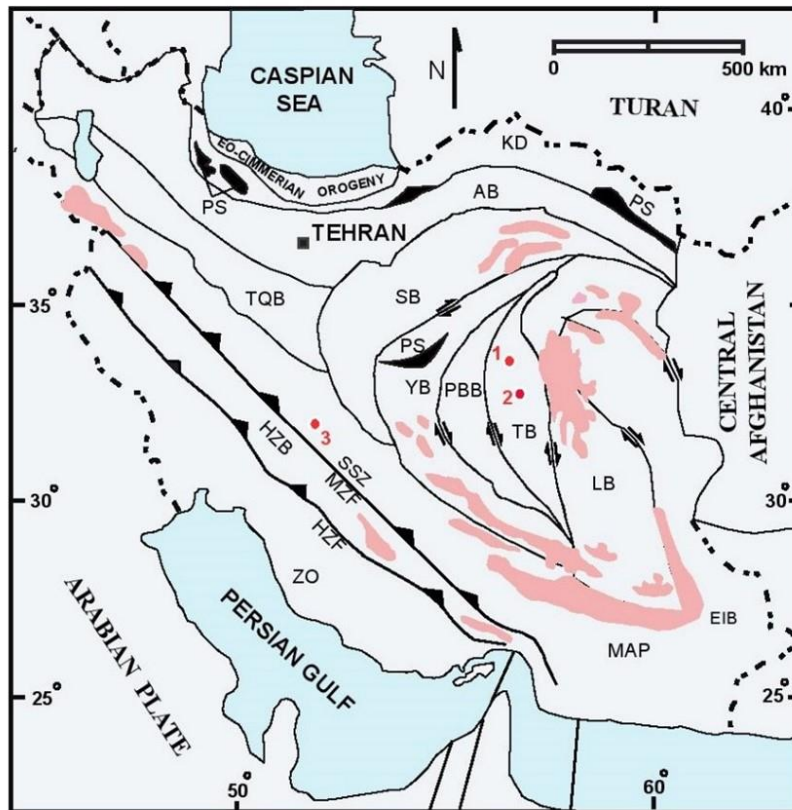 CASPIAN
SEA
N
0
500 km
TURAN
40°
KD
EO-CIMMERIAN OROGENY
PS
AB
PS
TEHRAN
35°
TQB
SB
CENTRAL
AFGHANISTAN
PS
1
YB
PBB
2
TB
3
HZB
SSZ
MZF
LB
30°
30°
HZF
ZO
EIB
MAP
ARABIAN PLATE
PERSIAN GULF
25°
25°
50°
60°